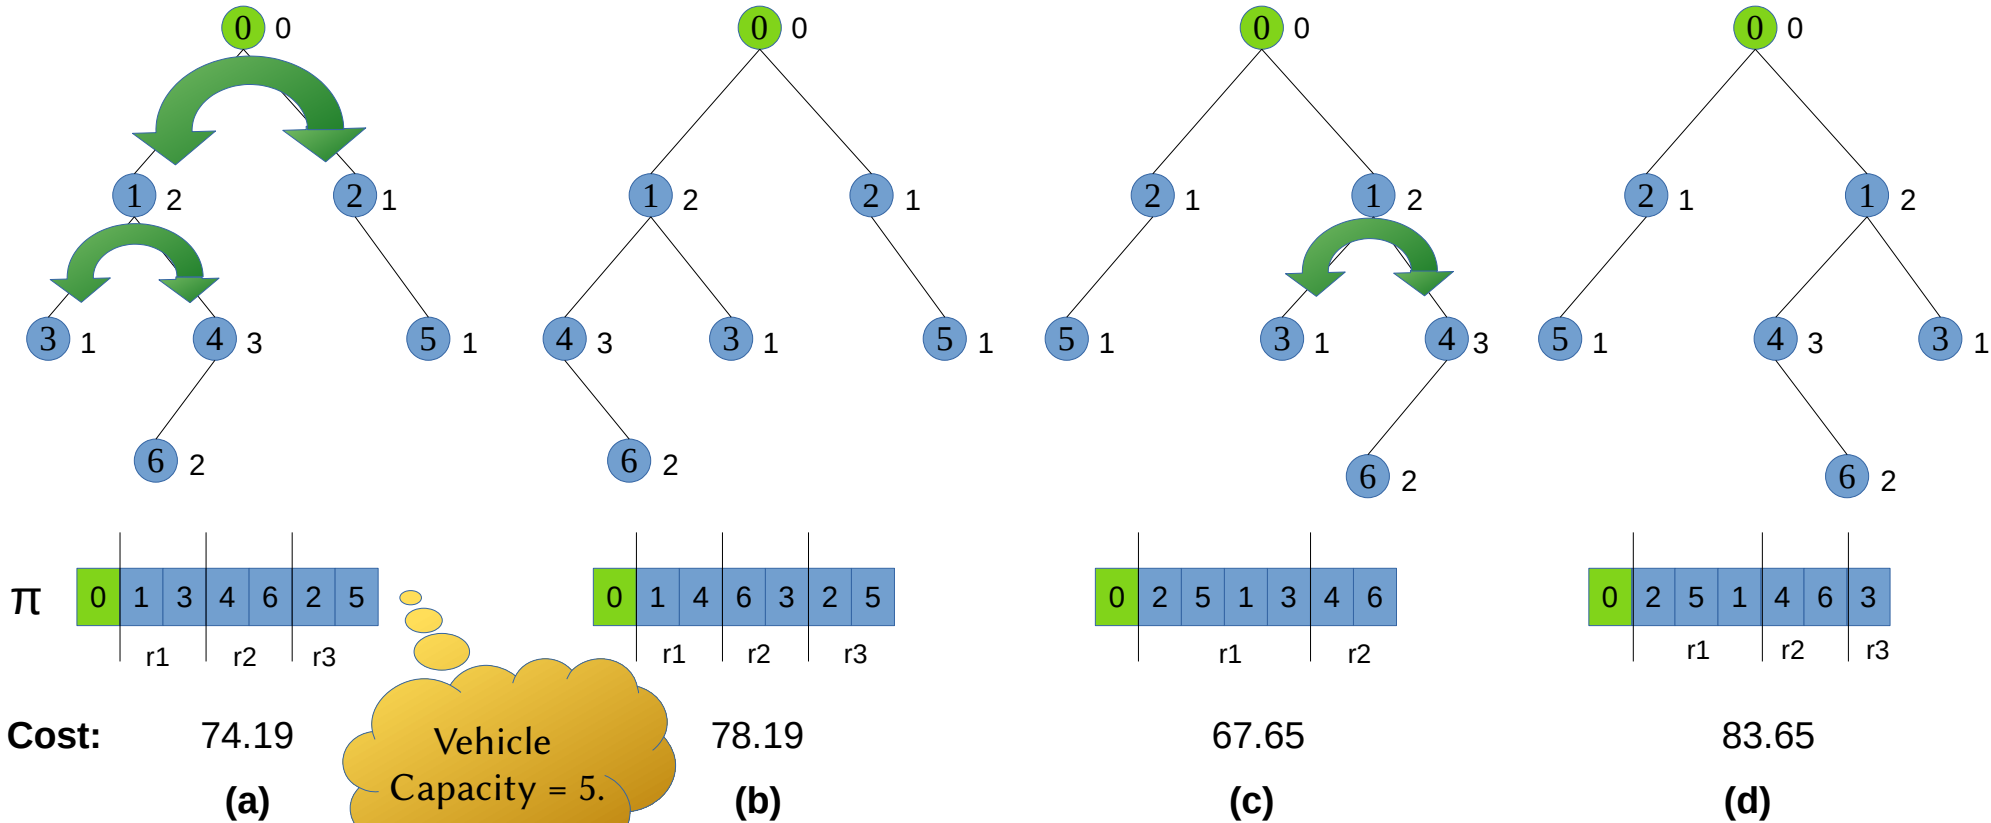 0 0 0 0 0 0 0 0
1 2 2 1 1 2 2 1 2 1 1 2 2 1 1 2
3 1 4 3 5 1 4 3 3 1 5 1 5 1 3 1 4 3 5 1 4 3 3 1
6 2 6 2 6 2 6 2
π 0 1 3 4 6 2 5 0 1 4 6 3 2 5 0 2 5 1 3 4 6 0 2 5 1 4 6 3
r1 r2 r3 r1 r2 r3 r1 r2 r1 r2 r3
Cost: 74.19 78.19 67.65 83.65
Vehicle
Capacity = 5.
(a) (b) (c) (d)